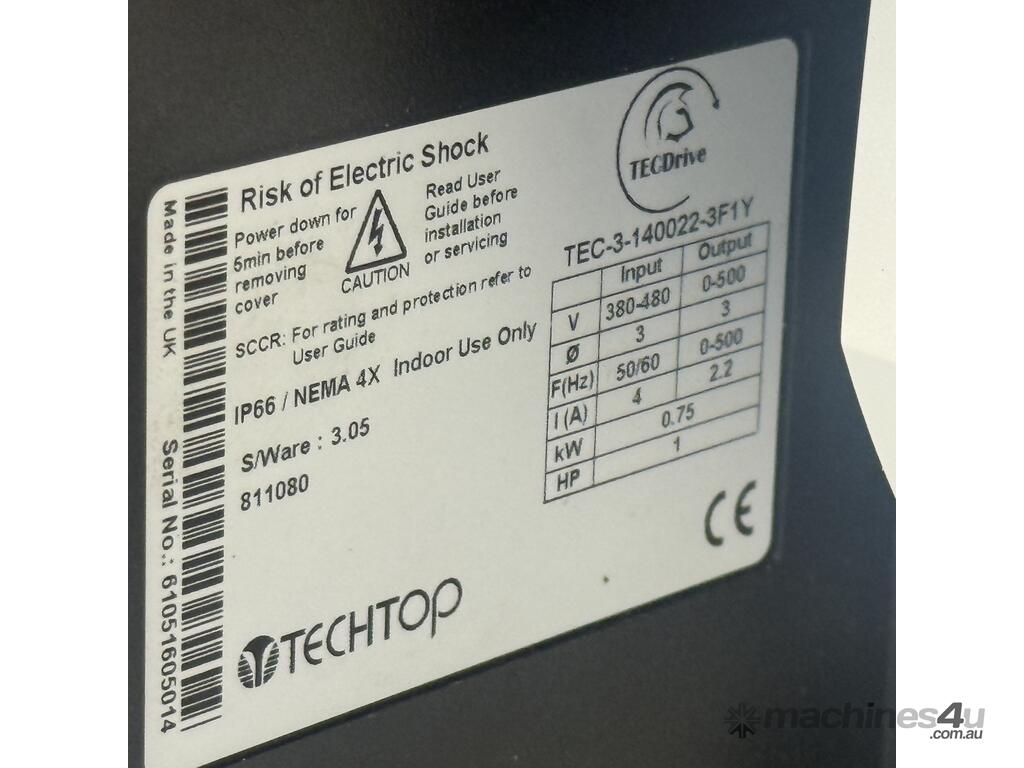 Made in the UK
Serial No.: 61051605014
Risk of Electric Shock
Power down for
5min before
removing
cover
CAUTION
Read User
Guide before
installation
or servicing
SCCR: For rating and protection refer to
User Guide
IP66 / NEMA 4X Indoor Use Only
S/Ware : 3.05
811080
TECHTOP
TECDrive
TEC-3-140022-3F1Y
Input Output
V 380-480 0-500
Ø 3 3
F(Hz) 50/60 0-500
I (A) 4 2.2
kW 0.75
HP 1
CE
machines4u
.com.au